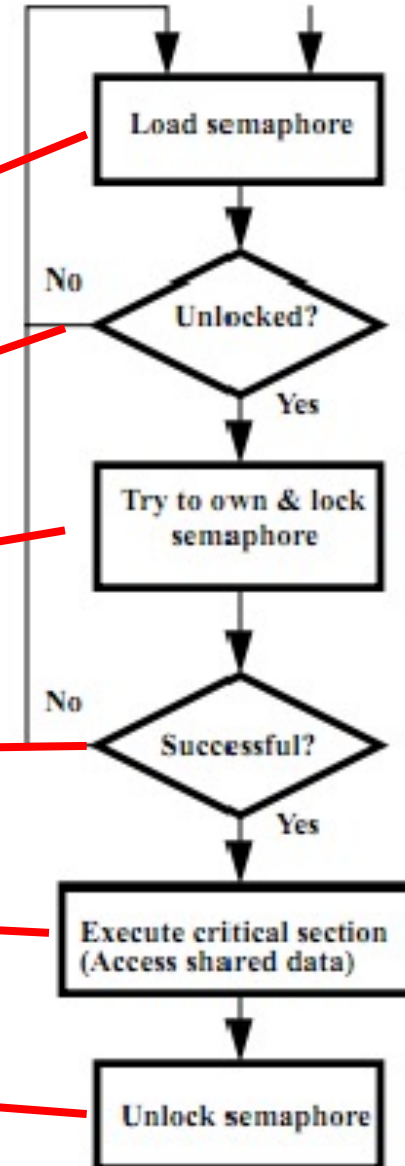 Load semaphore
No
Unlocked?
Yes
Try to own & lock
semaphore
No
Successful?
Yes
Execute critical section
(Access shared data)
Unlock semaphore